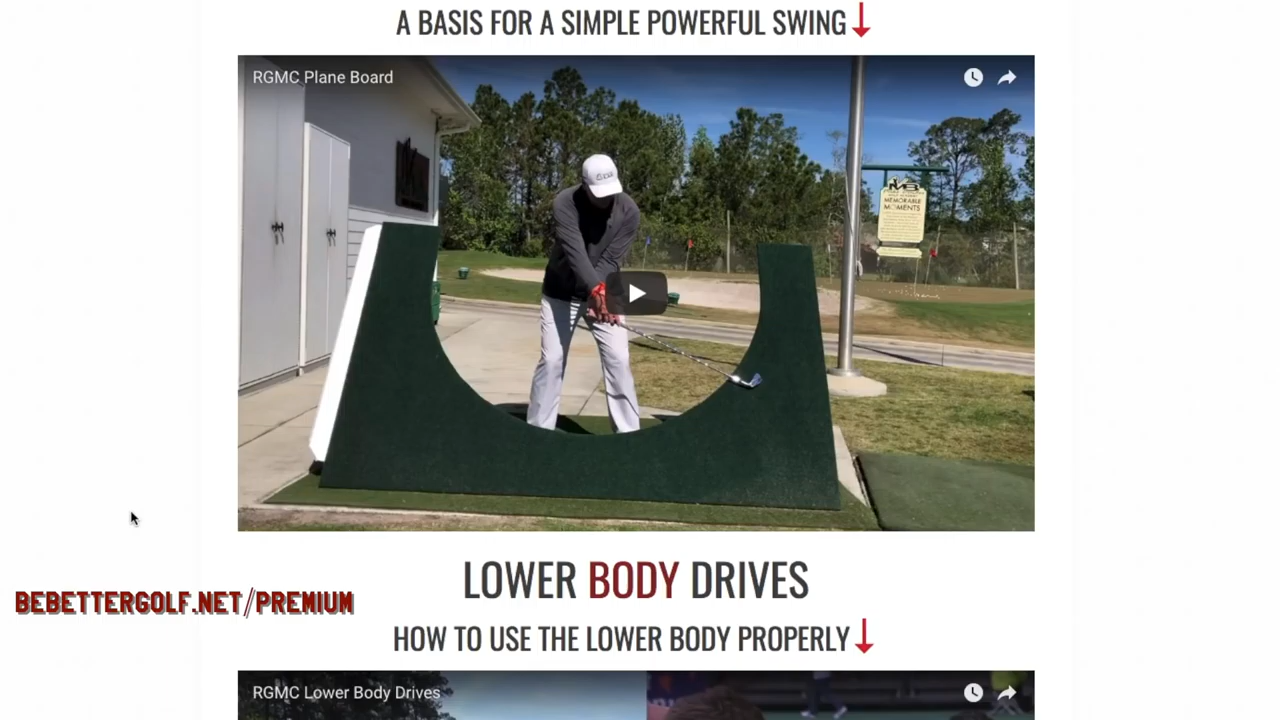 A BASIS FOR A SIMPLE POWERFUL SWING
RGMC Plane Board
MEMORABLE
MOMENTS
LOWER BODY DRIVES
BEBETTERGOLF.NET/PREMIUM
HOW TO USE THE LOWER BODY PROPERLY
RGMC Lower Body Drives